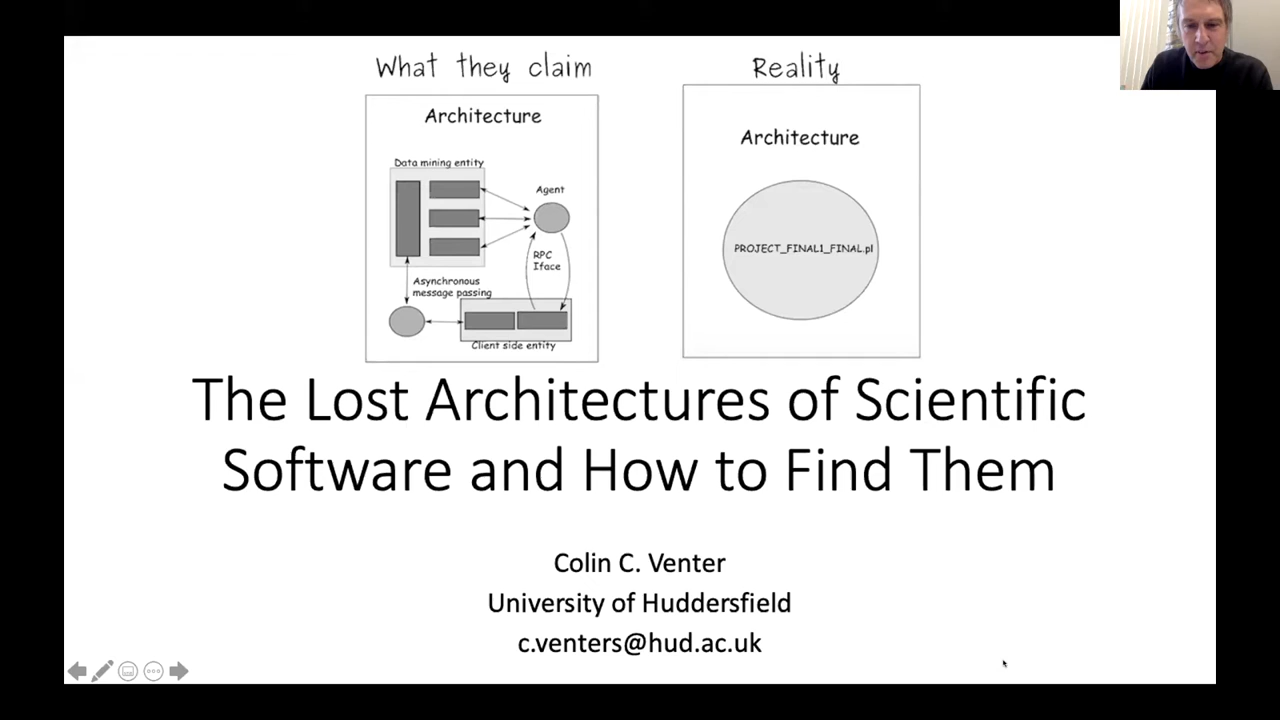 What they claim
Reality
Architecture
Data mining entity
Agent
RPC
Iface
Asynchronous
message passing
Client side entity
Architecture
PROJECT_FINAL1_FINAL.pl
The Lost Architectures of Scientific
Software and How to Find Them
Colin C. Venter
University of Huddersfield
c.venters@hud.ac.uk